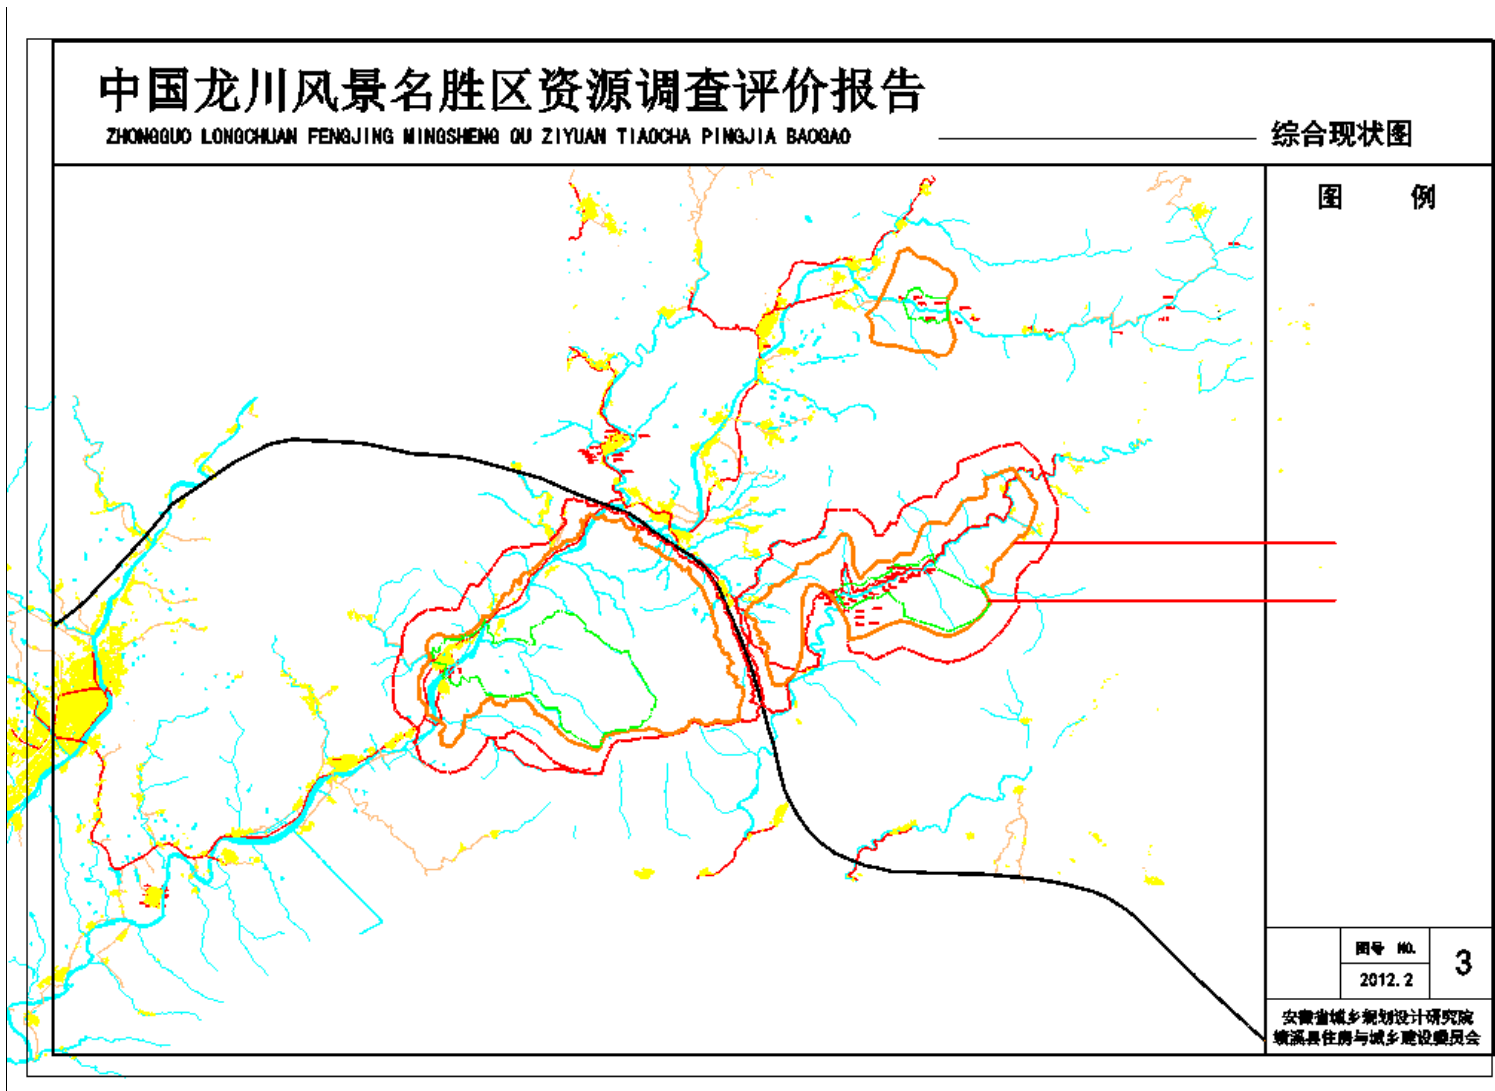 中国龙川风景名胜区资源调查评价报告
ZHONGGUO LONGCHUAN FENGJING MINGSHENG QU ZIYUAN TIAOCHA PINGJIA BAOGAO
综合现状图
图 例
图号 NO.
2012.2
3
安徽省城乡规划设计研究院
绩溪县住房与城乡建设委员会